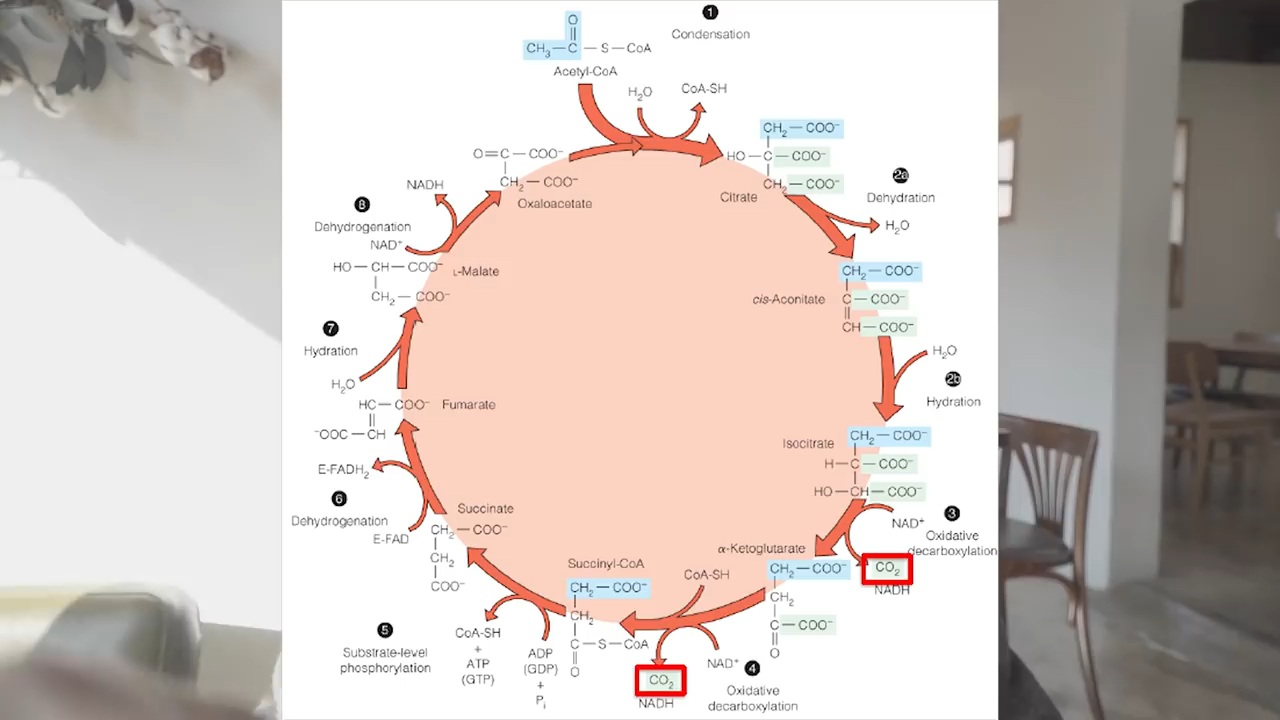 O
CH₃ — C — S — CoA
Acetyl-CoA
1
Condensation
H₂O
CoA-SH
CH₂ — COO⁻
HO — C — COO⁻
CH₂ — COO⁻
Citrate
2a
Dehydration
H₂O
CH₂ — COO⁻
C — COO⁻
CH — COO⁻
cis-Aconitate
H₂O
2b
Hydration
Isocitrate
CH₂ — COO⁻
H — C — COO⁻
HO — CH — COO⁻
NAD⁺
3
Oxidative
decarboxylation
CO₂
NADH
α-Ketoglutarate
CH₂ — COO⁻
CH₂
C — COO⁻
O
CoA-SH
NAD⁺
4
Oxidative
decarboxylation
CO₂
NADH
Succinyl-CoA
CH₂ — COO⁻
CH₂
C — S — CoA
O
ADP
(GDP)
+
Pᵢ
CoA-SH
+
ATP
(GTP)
5
Substrate-level
phosphorylation
Succinate
CH₂ — COO⁻
CH₂
COO⁻
E-FAD
6
Dehydrogenation
E-FADH₂
Fumarate
HC — COO⁻
⁻OOC — CH
H₂O
7
Hydration
L-Malate
HO — CH — COO⁻
CH₂ — COO⁻
NAD⁺
8
Dehydrogenation
NADH
O=C — COO⁻
CH₂ — COO⁻
Oxaloacetate